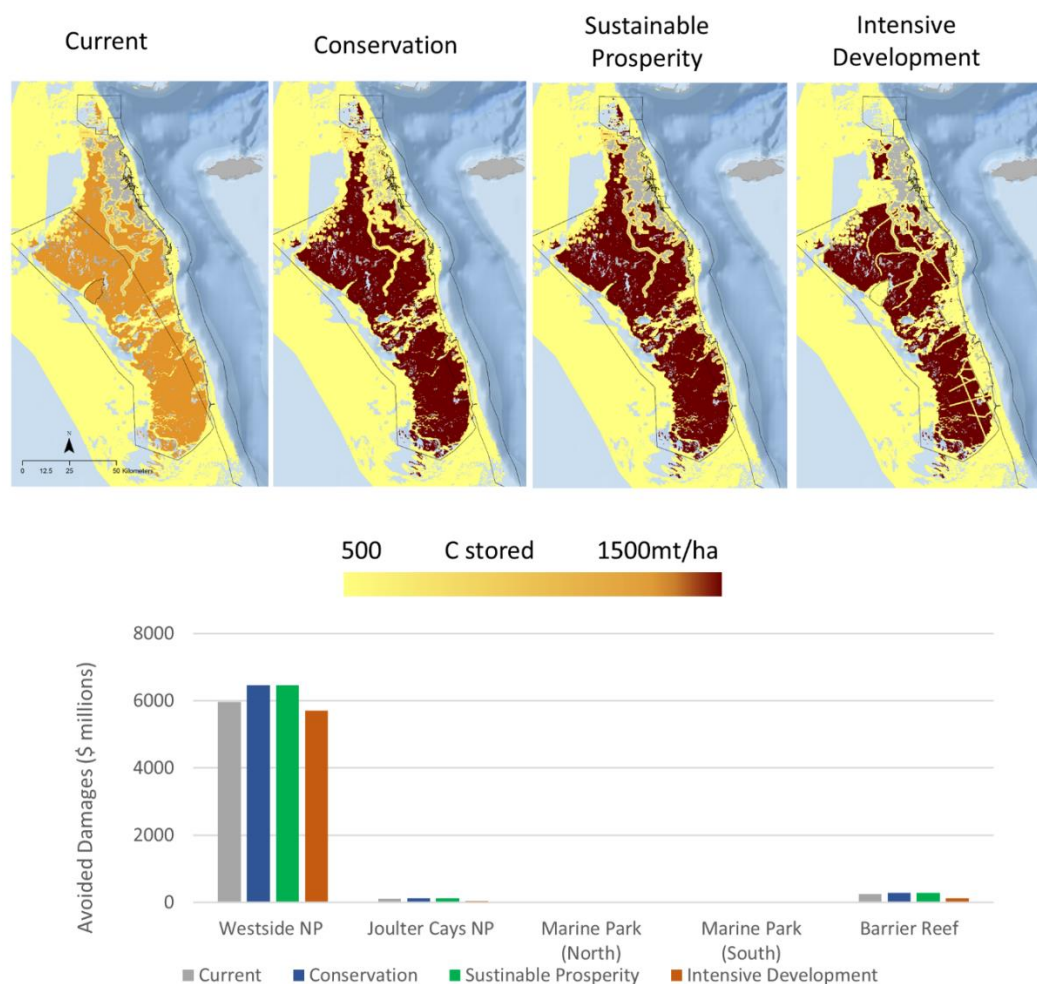 Current
Conservation
Sustainable
Prosperity
Intensive
Development
N
0 12.5 25 50 Kilometers
500 C stored 1500mt/ha
Avoided Damages ($ millions)
8000
6000
4000
2000
0
Westside NP
Joulter Cays NP
Marine Park
(North)
Marine Park
(South)
Barrier Reef
Current Conservation Sustinable Prosperity Intensive Development